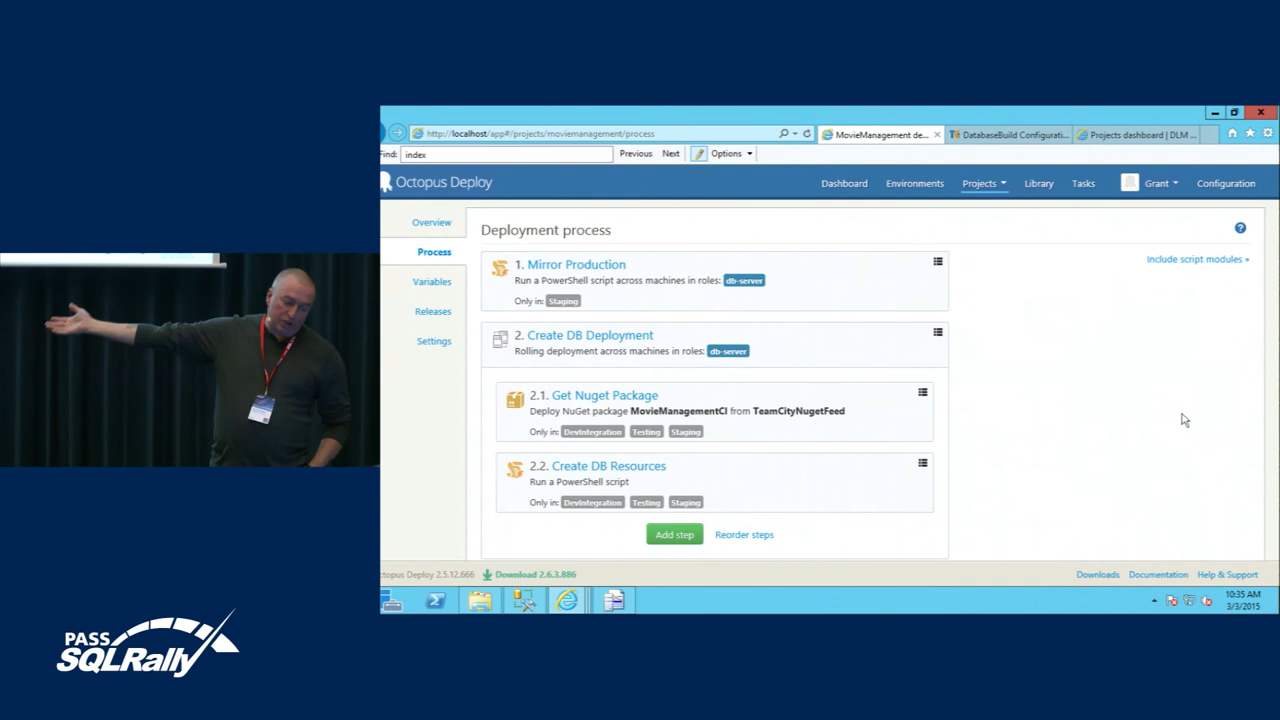 http://localhost/app#/projects/moviemanagement/process
MovieManagement de...
DatabaseBuild Configurati...
Projects dashboard | DLM ...
Find: index
Previous Next Options
Octopus Deploy
Dashboard Environments Projects Library Tasks Grant Configuration
Overview
Process
Variables
Releases
Settings
Deployment process
Include script modules »
1. Mirror Production
Run a PowerShell script across machines in roles: db-server
Only in: Staging
2. Create DB Deployment
Rolling deployment across machines in roles: db-server
2.1. Get Nuget Package
Deploy NuGet package MovieManagementCI from TeamCityNugetFeed
Only in: DevIntegration Testing Staging
2.2. Create DB Resources
Run a PowerShell script
Only in: DevIntegration Testing Staging
Add step Reorder steps
ctopus Deploy 2.5.12.666 Download 2.6.3.886
Downloads Documentation Help & Support
10:35 AM
3/3/2015
PASS
SQLRally